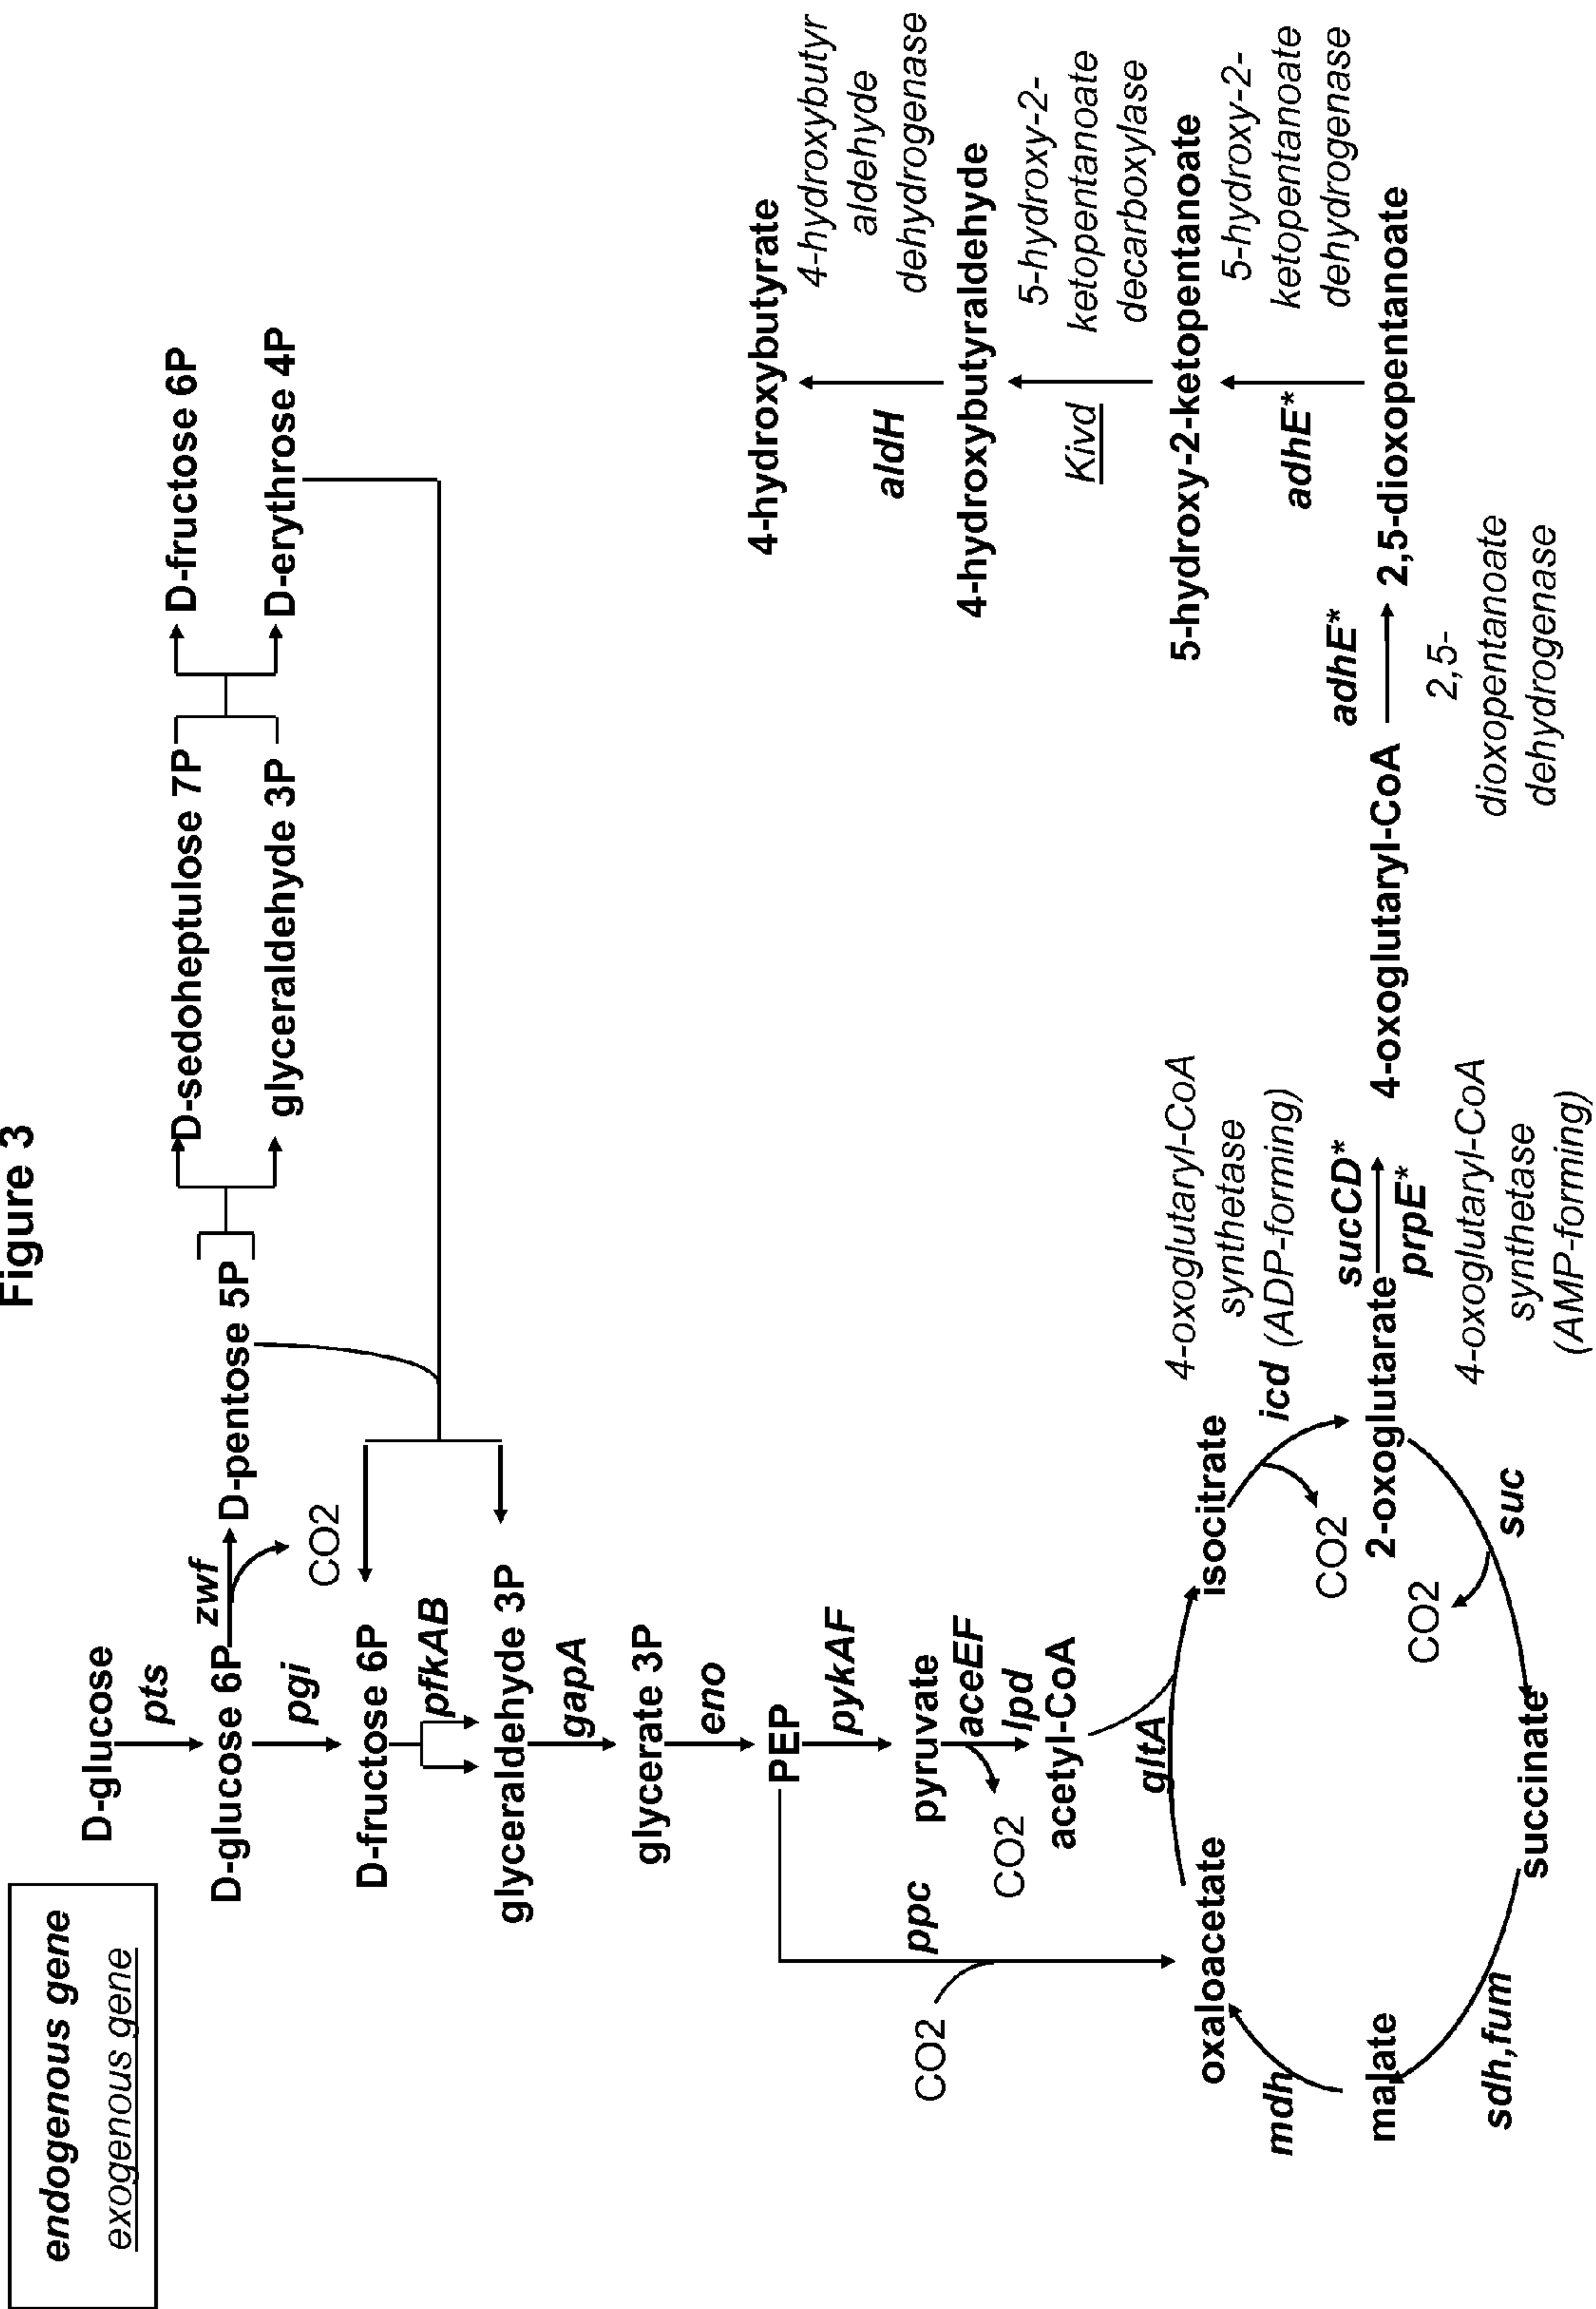 Figure 3
endogenous gene
exogenous gene
D-glucose
pts
D-glucose 6P
zwf
D-pentose 5P
CO2
pgi
D-fructose 6P
pfkAB
glyceraldehyde 3P
gapA
glycerate 3P
eno
PEP
pykAF
pyruvate
aceEF
lpd
CO2
acetyl-CoA
D-sedoheptulose 7P
glyceraldehyde 3P
D-fructose 6P
D-erythrose 4P
ppc
CO2
oxaloacetate
gltA
isocitrate
icd
CO2
2-oxoglutarate
suc
CO2
succinate
sdh,fum
malate
mdh
4-oxoglutaryl-CoA
synthetase
(ADP-forming)
sucCD*
prpE*
4-oxoglutaryl-CoA
synthetase
(AMP-forming)
4-oxoglutaryl-CoA
adhE*
2,5-
dioxopentanoate
dehydrogenase
2,5-dioxopentanoate
adhE*
5-hydroxy-2-
ketopentanoate
dehydrogenase
5-hydroxy-2-ketopentanoate
Kivd
5-hydroxy-2-
ketopentanoate
decarboxylase
4-hydroxybutyraldehyde
aldH
4-hydroxybutyr
aldehyde
dehydrogenase
4-hydroxybutyrate